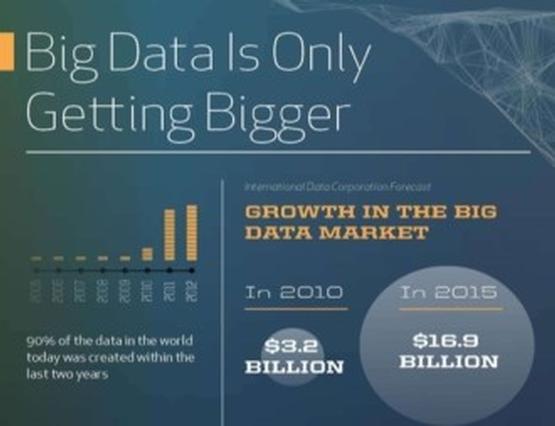 Big Data Is Only
Getting Bigger
2005 2006 2007 2008 2009 2010 2011 2012
90% of the data in the world
today was created within the
last two years
International Data Corporation Forecast
GROWTH IN THE BIG
DATA MARKET
In 2010
$3.2
BILLION
In 2015
$16.9
BILLION